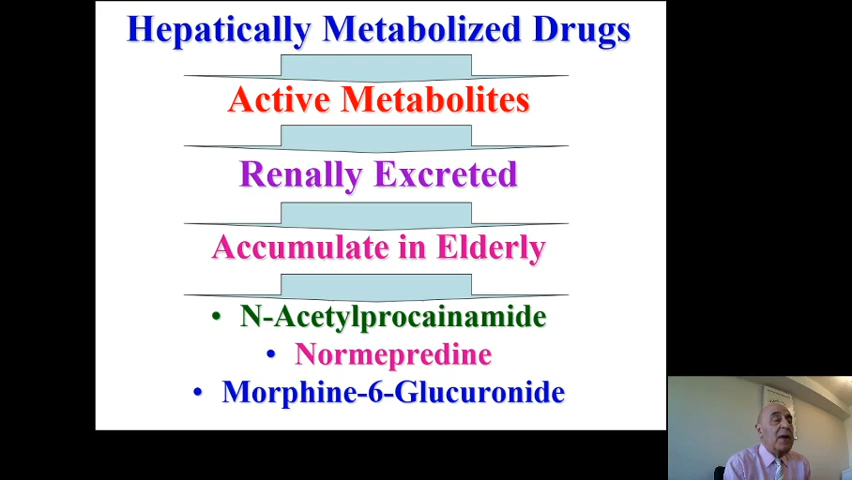 Hepatically Metabolized Drugs
Active Metabolites
Renally Excreted
Accumulate in Elderly
• N-Acetylprocainamide
• Normepredine
• Morphine-6-Glucuronide